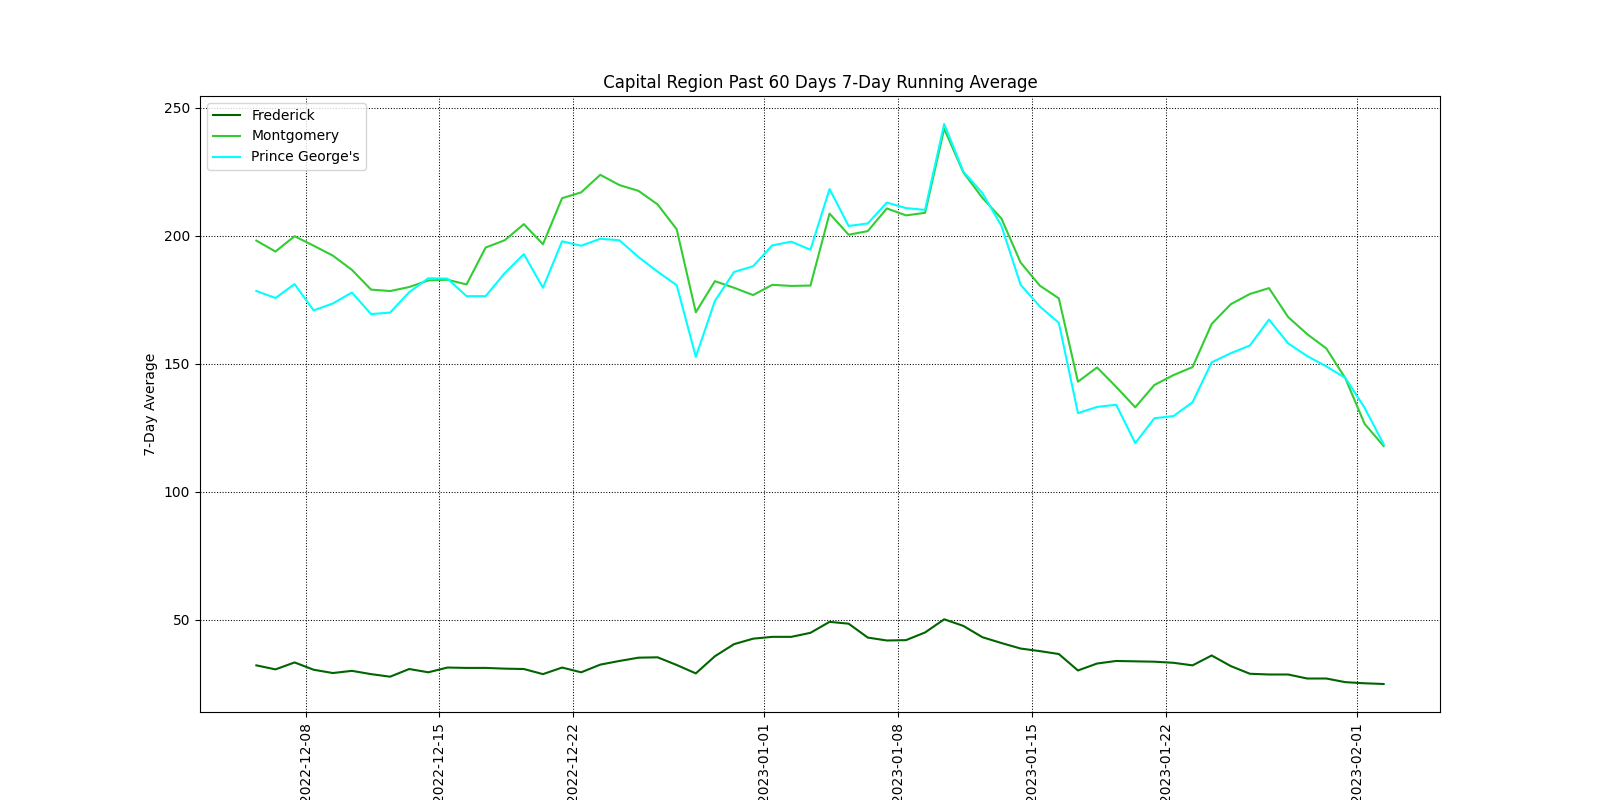 Capital Region Past 60 Days 7-Day Running Average
Frederick
Montgomery
Prince George's
250
200
150
100
50
7-Day Average
2022-12-08
2022-12-15
2022-12-22
2023-01-01
2023-01-08
2023-01-15
2023-01-22
2023-02-01